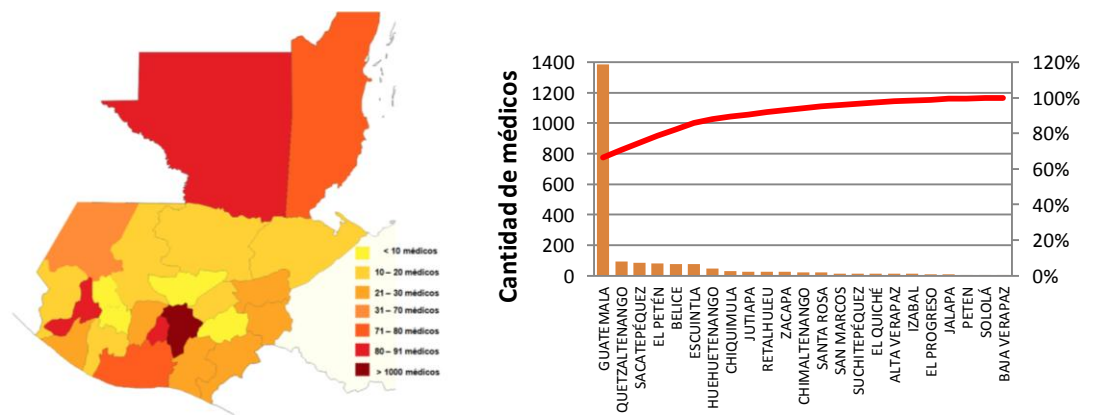 < 10 médicos
10 – 20 médicos
21 – 30 médicos
31 – 70 médicos
71 – 80 médicos
80 – 91 médicos
> 1000 médicos
Cantidad de médicos
1400
1200
1000
800
600
400
200
0
120%
100%
80%
60%
40%
20%
0%
GUATEMALA
QUETZALTENANGO
SACATEPÉQUEZ
EL PETÉN
BELICE
ESCUINTLA
HUEHUETENANGO
CHIQUIMULA
JUTIAPA
RETALHULEU
ZACAPA
CHIMALTENANGO
SANTA ROSA
SAN MARCOS
SUCHITEPÉQUEZ
EL QUICHÉ
ALTA VERAPAZ
IZABAL
EL PROGRESO
JALAPA
PETEN
SOLOLÁ
BAJA VERAPAZ